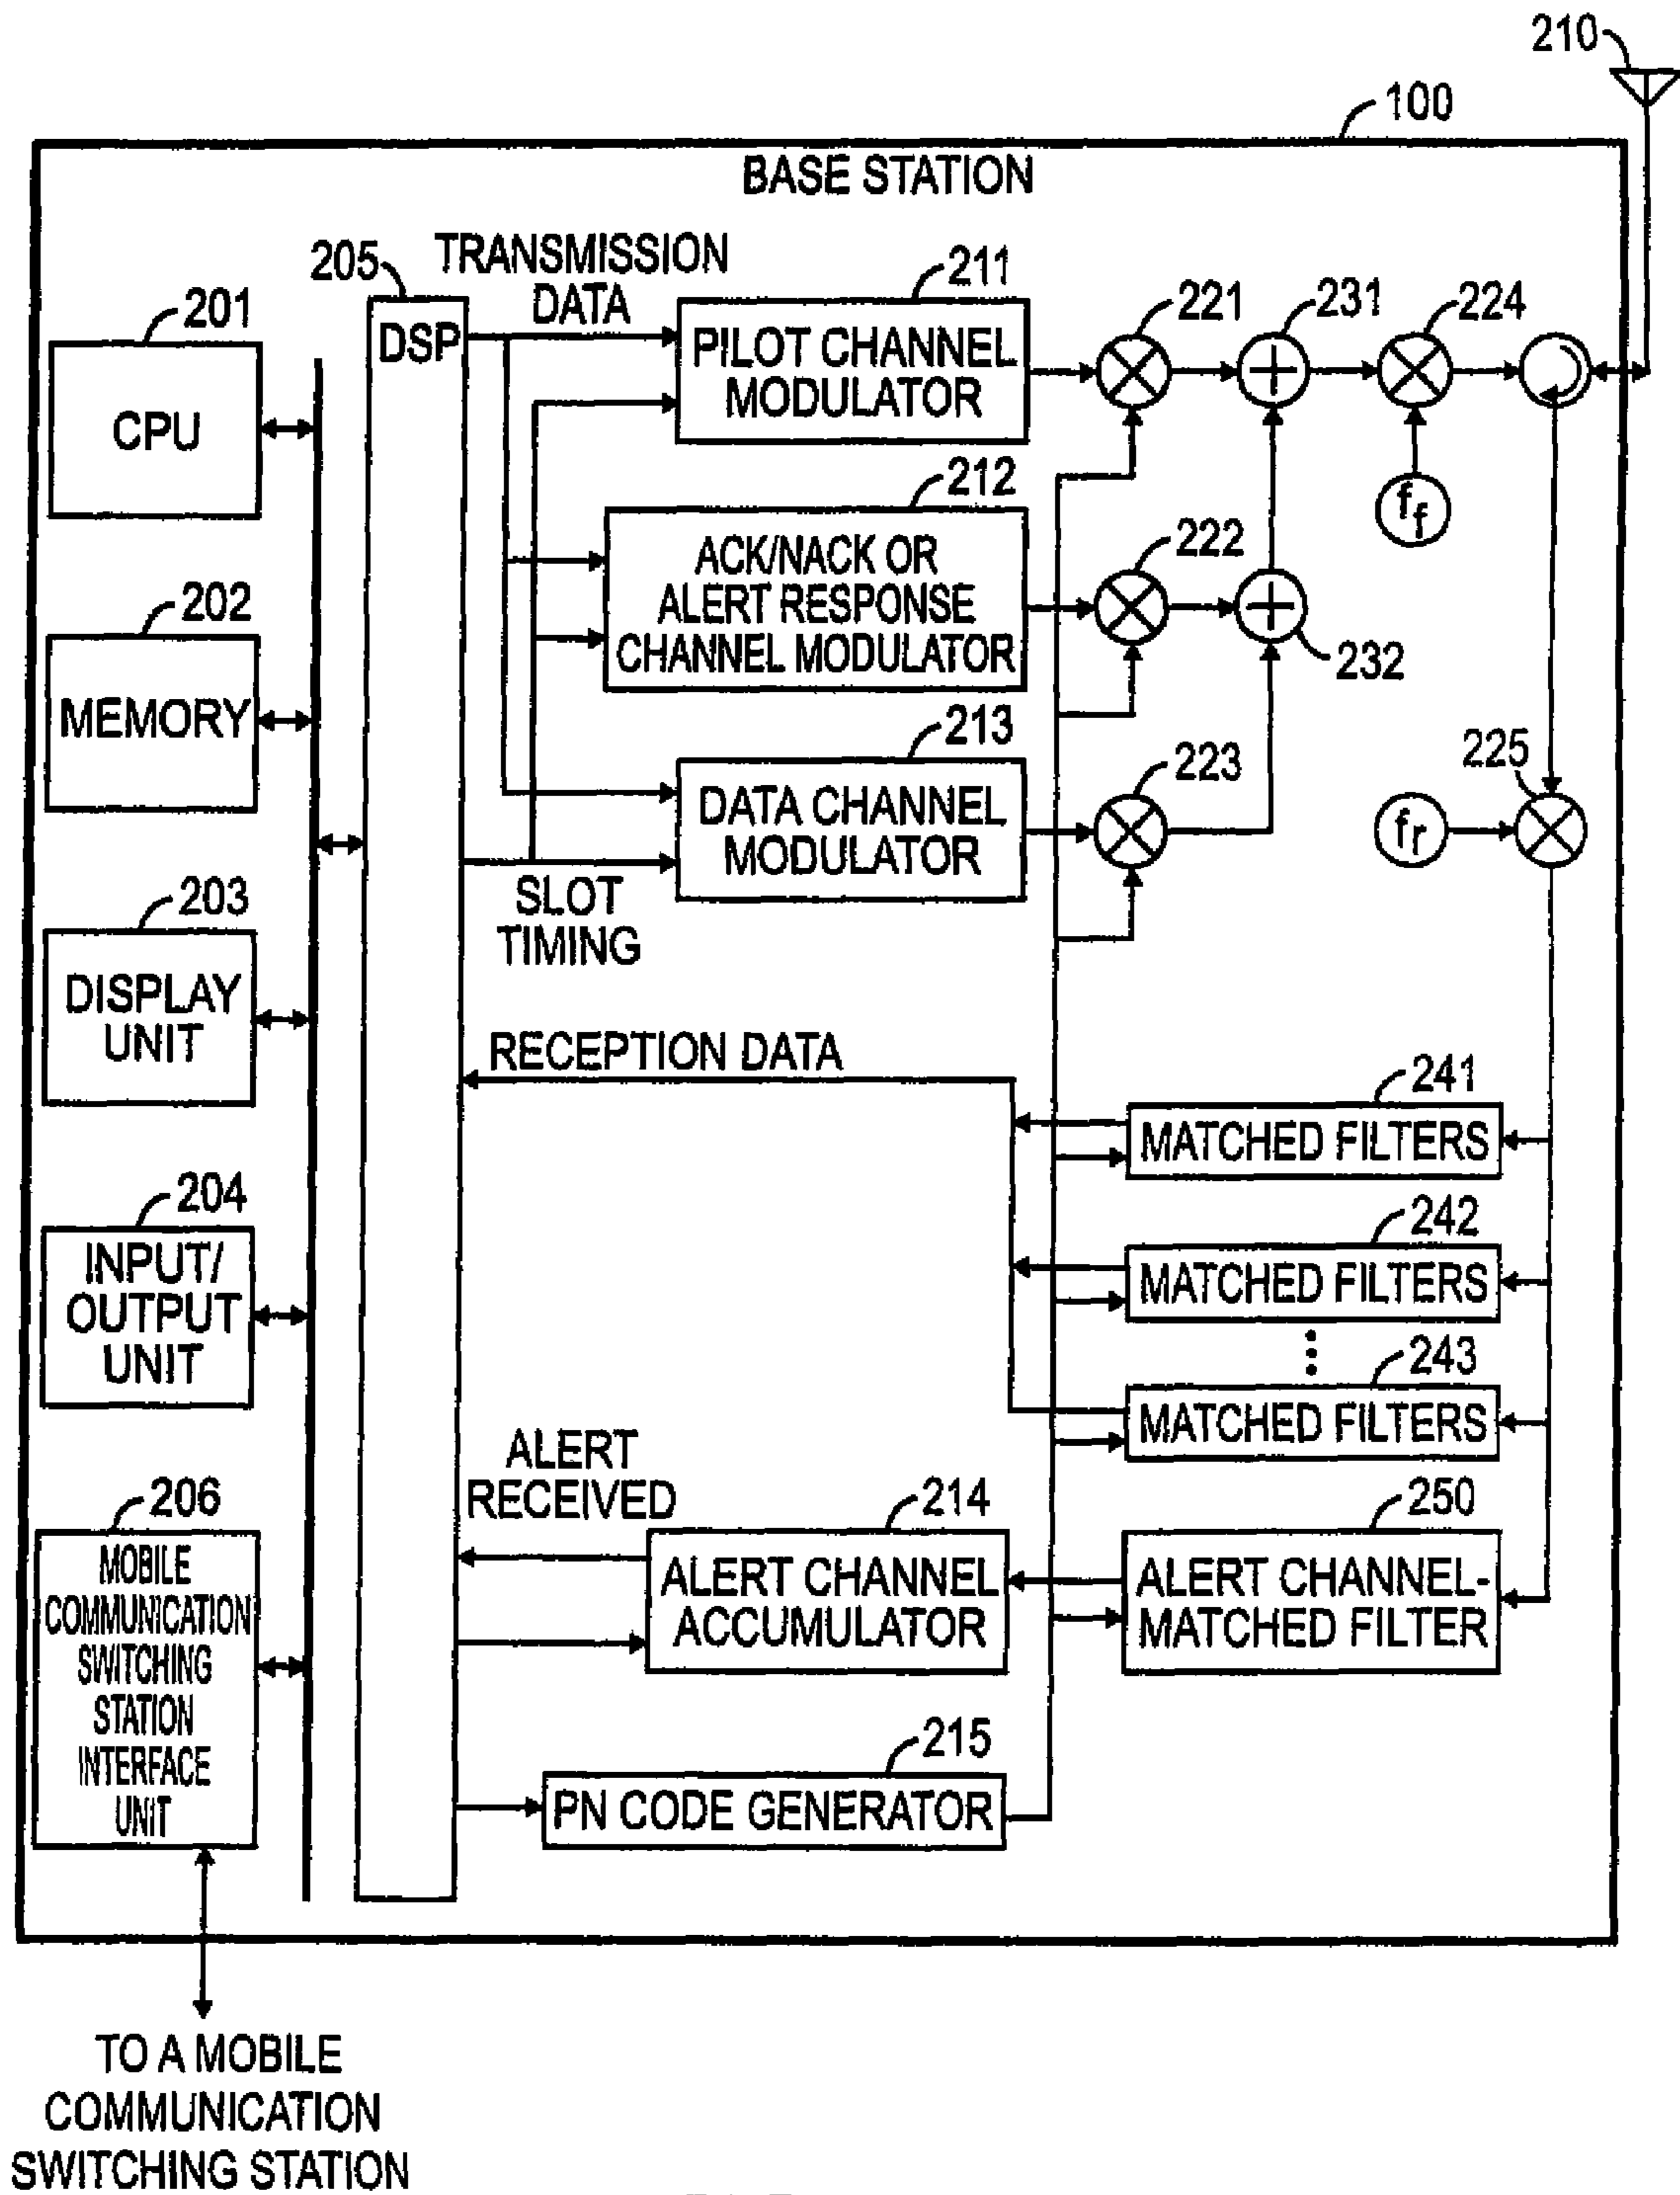 210
100
BASE STATION
205
TRANSMISSION
DATA
211
221
231
224
201
DSP
PILOT CHANNEL
MODULATOR
CPU
212
ff
ACK/NACK OR
ALERT RESPONSE
CHANNEL MODULATOR
222
202
232
MEMORY
213
223
225
DATA CHANNEL
MODULATOR
fr
203
SLOT
TIMING
DISPLAY
UNIT
RECEPTION DATA
241
MATCHED FILTERS
204
242
INPUT/
OUTPUT
UNIT
MATCHED FILTERS
243
MATCHED FILTERS
ALERT
RECEIVED
206
214
250
MOBILE
COMMUNICATION
SWITCHING
STATION
INTERFACE
UNIT
ALERT CHANNEL
ACCUMULATOR
ALERT CHANNEL-
MATCHED FILTER
215
PN CODE GENERATOR
TO A MOBILE
COMMUNICATION
SWITCHING STATION